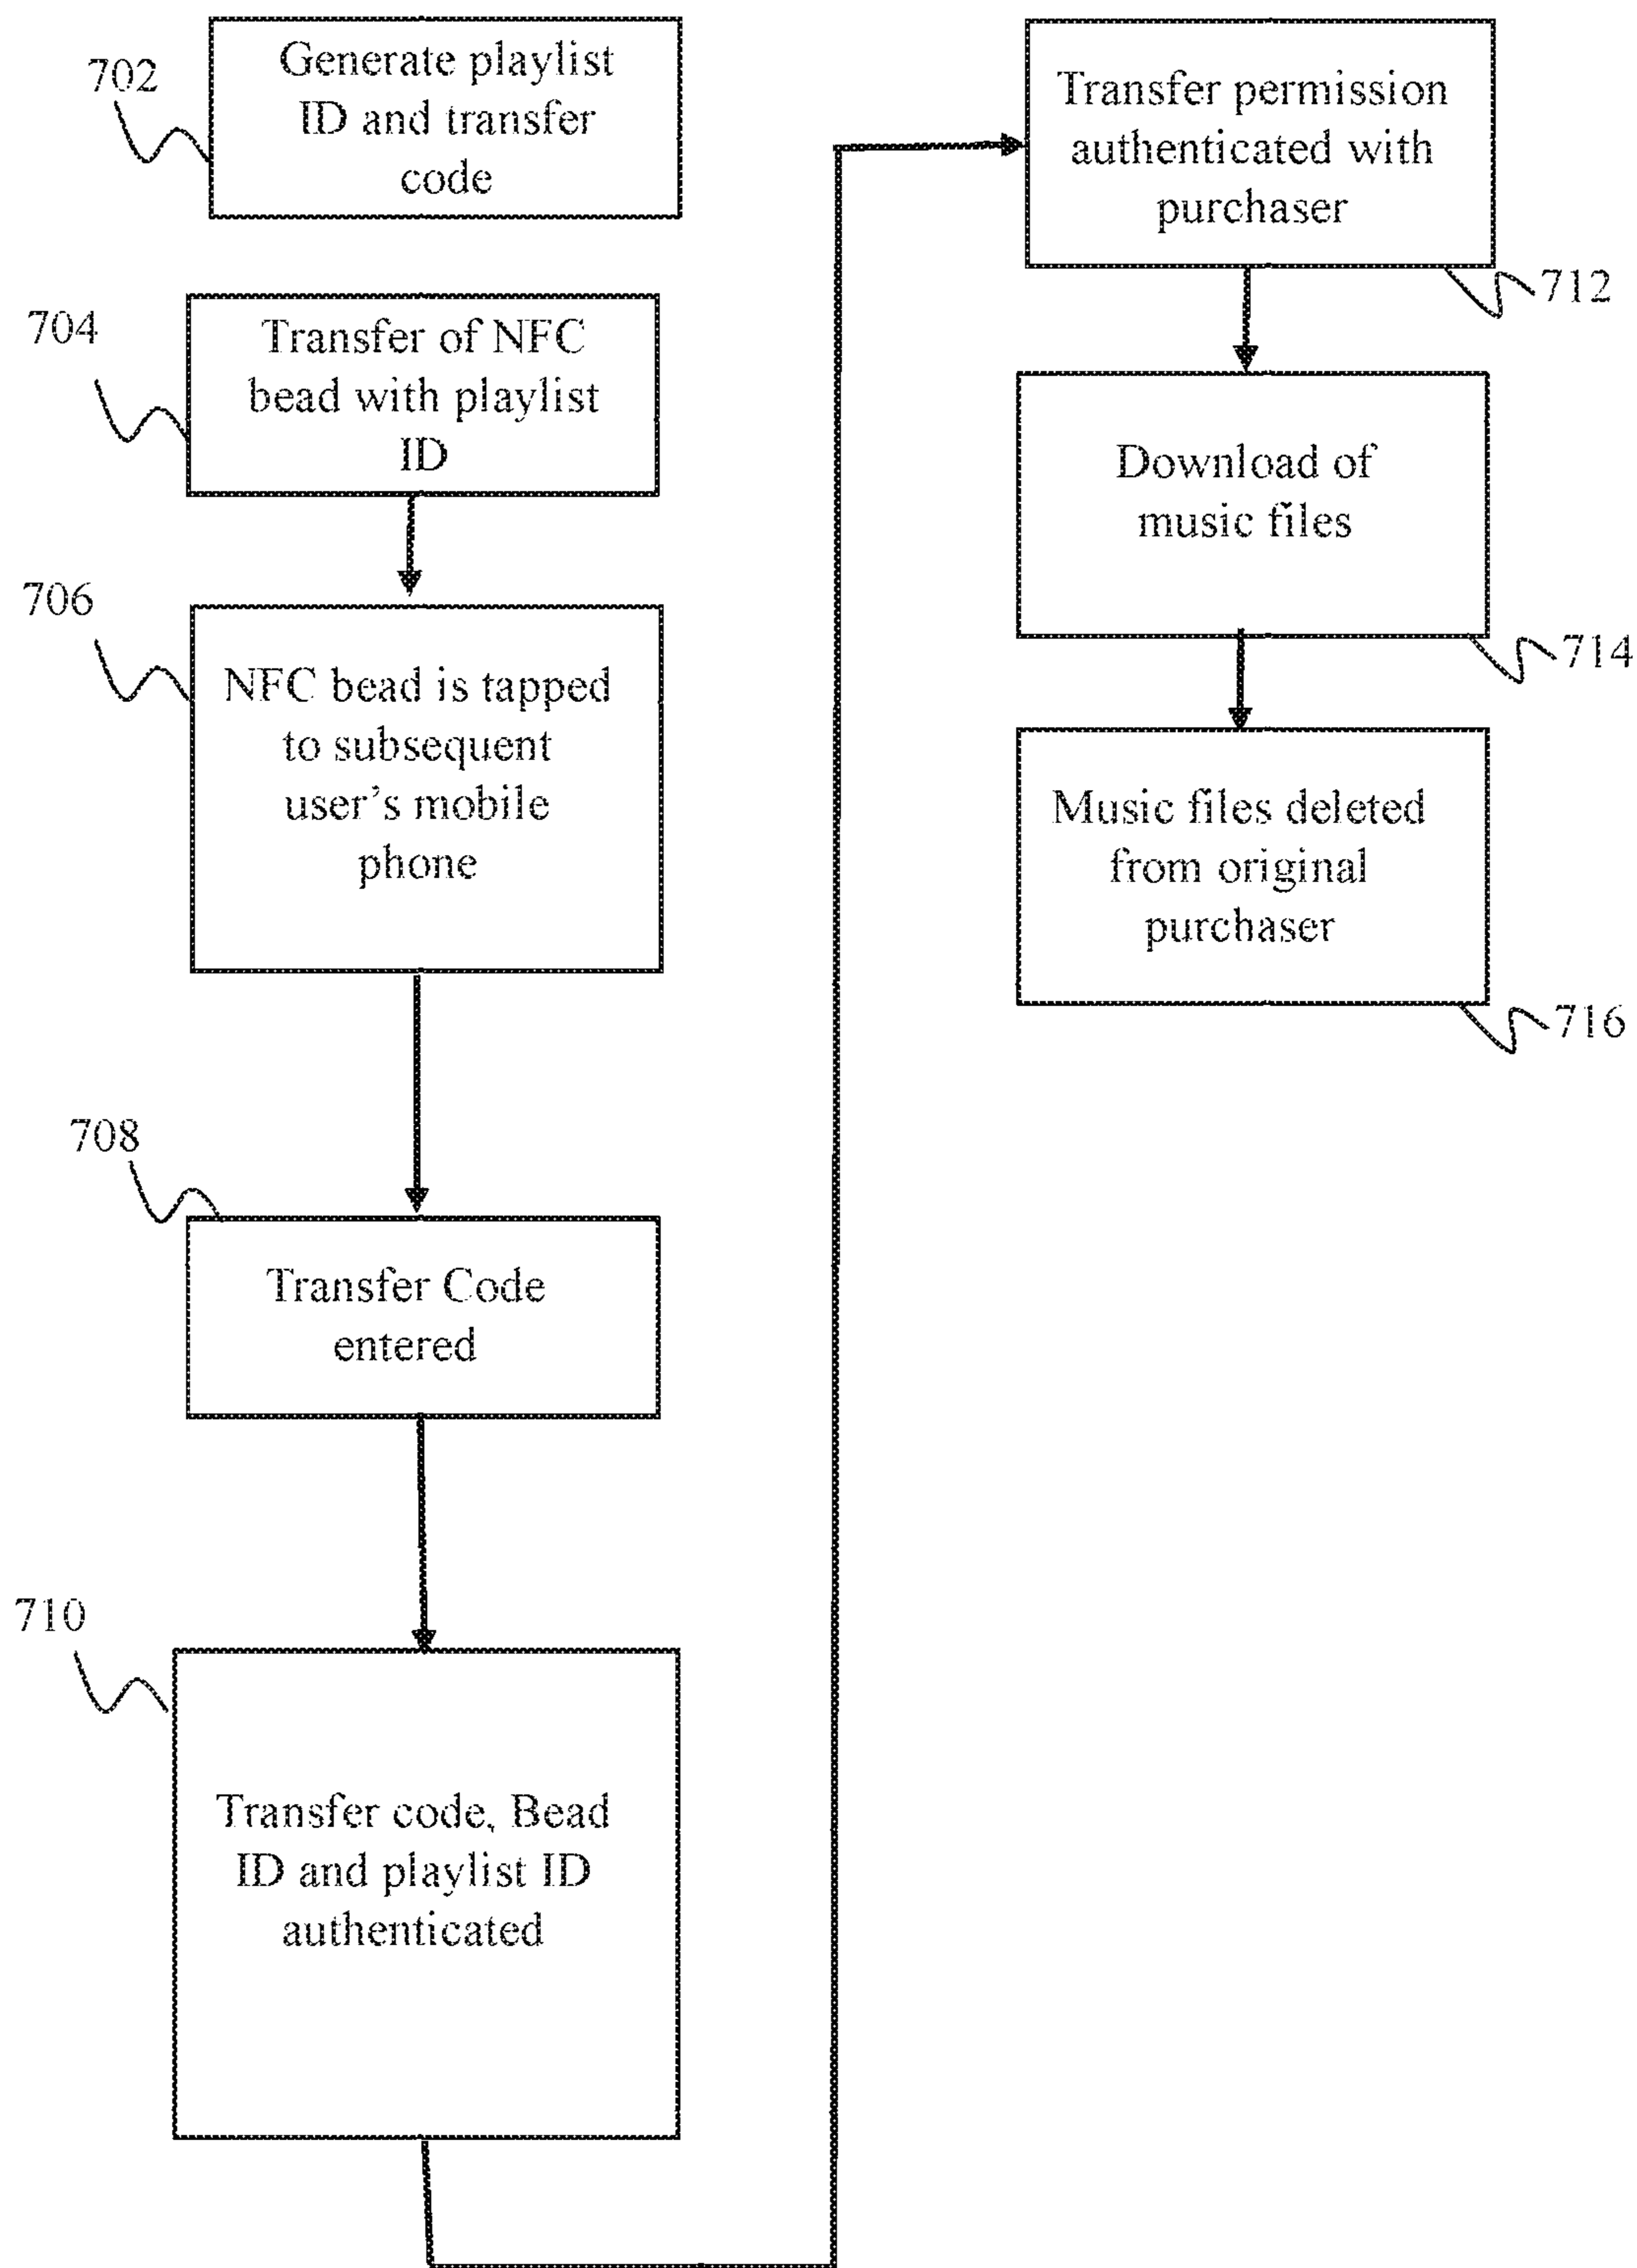 702
Generate playlist
ID and transfer
code
704
Transfer of NFC
bead with playlist
ID
706
NFC bead is tapped
to subsequent
user's mobile
phone
708
Transfer Code
entered
710
Transfer code, Bead
ID and playlist ID
authenticated
Transfer permission
authenticated with
purchaser
712
Download of
music files
714
Music files deleted
from original
purchaser
716